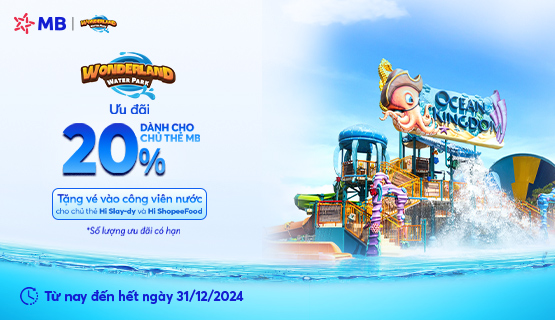 MB
WONDERLAND
WATER PARK
WONDERLAND
WATER PARK
Ưu đãi
20%
DÀNH CHO
CHỦ THẺ MB
Tặng vé vào công viên nước
cho chủ thẻ Hi Slay-dy và Hi ShopeeFood
*Số lượng ưu đãi có hạn
OCEAN
KINGDOM
Từ nay đến hết ngày 31/12/2024